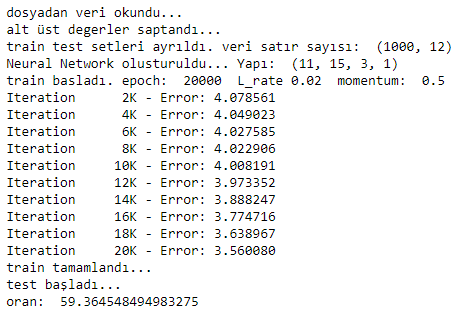 dosyadan veri okundu...
alt üst degerler saptandı...
train test setleri ayrıldı. veri satır sayısı:  (1000, 12)
Neural Network olusturuldu... Yapı:  (11, 15, 3, 1)
train basladı. epoch:  20000  L_rate 0.02  momentum:  0.5
Iteration      2K - Error: 4.078561
Iteration      4K - Error: 4.049023
Iteration      6K - Error: 4.027585
Iteration      8K - Error: 4.022906
Iteration     10K - Error: 4.008191
Iteration     12K - Error: 3.973352
Iteration     14K - Error: 3.888247
Iteration     16K - Error: 3.774716
Iteration     18K - Error: 3.638967
Iteration     20K - Error: 3.560080
train tamamlandı...
test başladı...
oran:  59.364548494983275